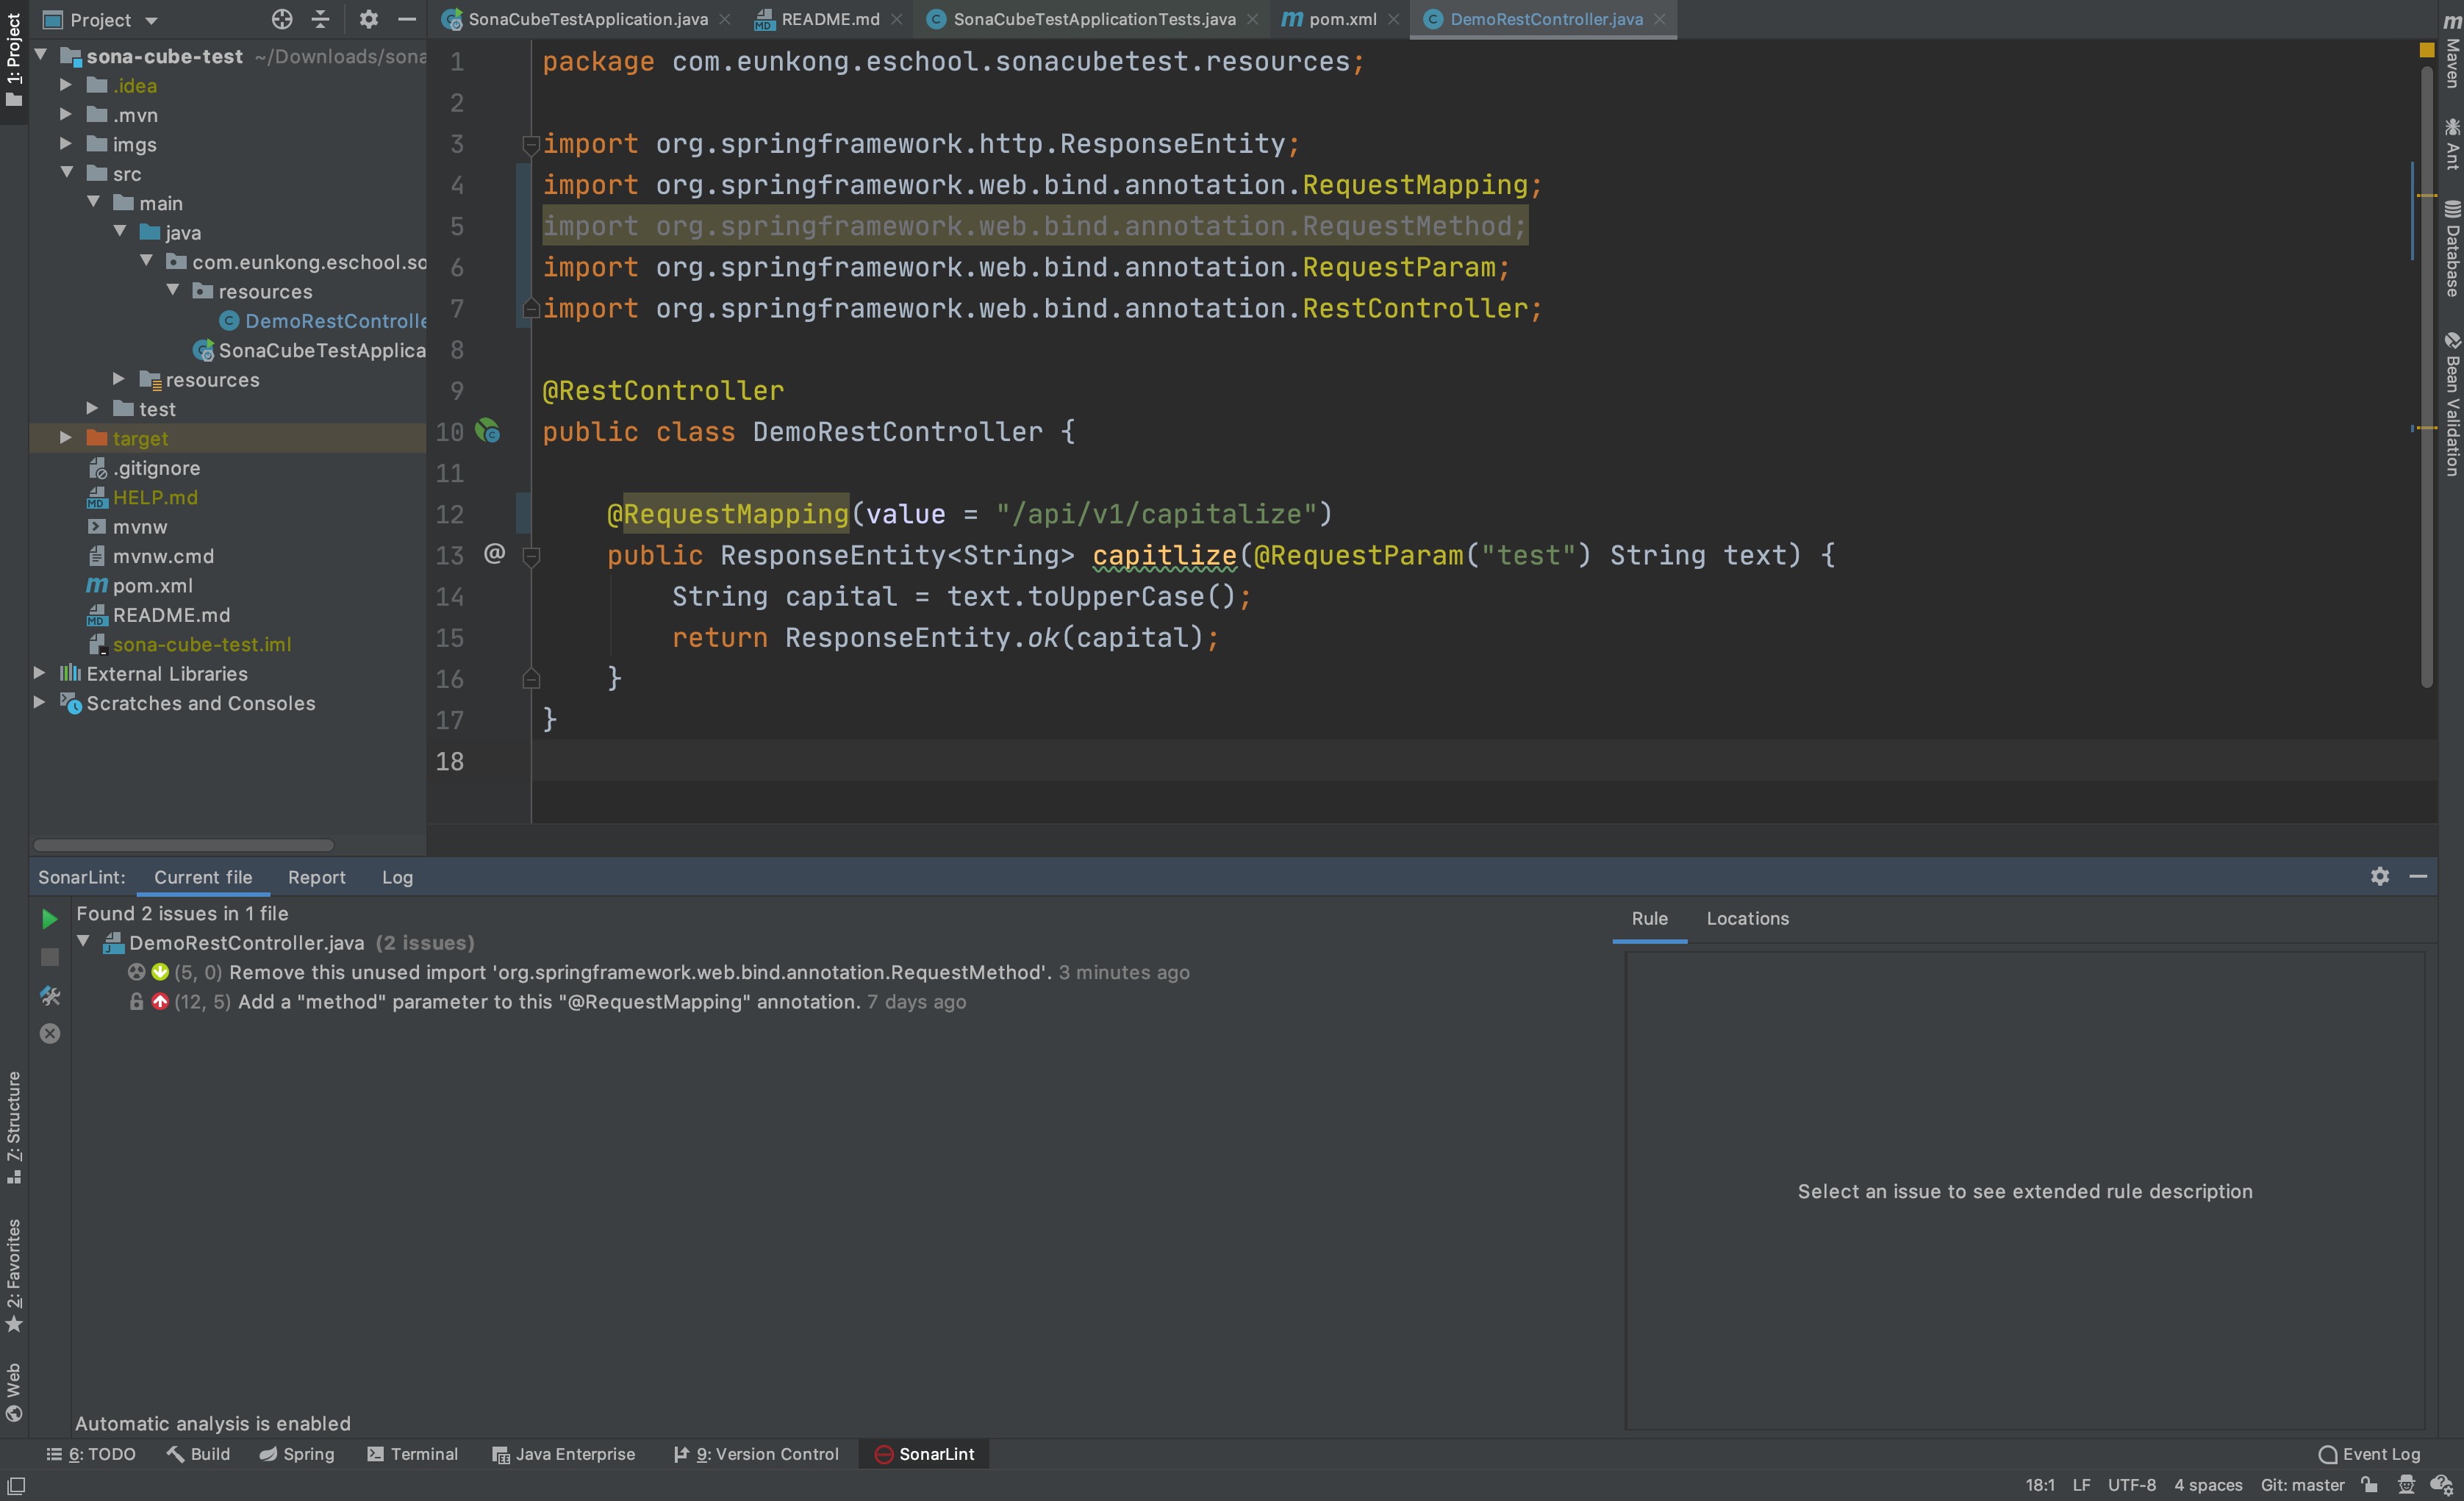 Project
SonaCubeTestApplication.java
README.md
SonaCubeTestApplicationTests.java
pom.xml
DemoRestController.java
1: Project
sona-cube-test ~/Downloads/sona
.idea
.mvn
imgs
src
main
java
com.eunkong.eschool.so
resources
DemoRestControlle
SonaCubeTestApplica
resources
test
target
.gitignore
HELP.md
mvnw
mvnw.cmd
pom.xml
README.md
sona-cube-test.iml
External Libraries
Scratches and Consoles
1 package com.eunkong.eschool.sonacubetest.resources;
2
3 import org.springframework.http.ResponseEntity;
4 import org.springframework.web.bind.annotation.RequestMapping;
5 import org.springframework.web.bind.annotation.RequestMethod;
6 import org.springframework.web.bind.annotation.RequestParam;
7 import org.springframework.web.bind.annotation.RestController;
8
9 @RestController
10 public class DemoRestController {
11
12 @RequestMapping(value = "/api/v1/capitalize")
13 @ public ResponseEntity<String> capitlize(@RequestParam("test") String text) {
14 String capital = text.toUpperCase();
15 return ResponseEntity.ok(capital);
16 }
17 }
18
m Maven
Ant
Database
Bean Validation
SonarLint: Current file Report Log
Found 2 issues in 1 file
DemoRestController.java (2 issues)
(5, 0) Remove this unused import 'org.springframework.web.bind.annotation.RequestMethod'. 3 minutes ago
(12, 5) Add a "method" parameter to this "@RequestMapping" annotation. 7 days ago
Rule Locations
Select an issue to see extended rule description
Automatic analysis is enabled
7: Structure
2: Favorites
Web
6: TODO Build Spring Terminal Java Enterprise 9: Version Control SonarLint Event Log
18:1 LF UTF-8 4 spaces Git: master